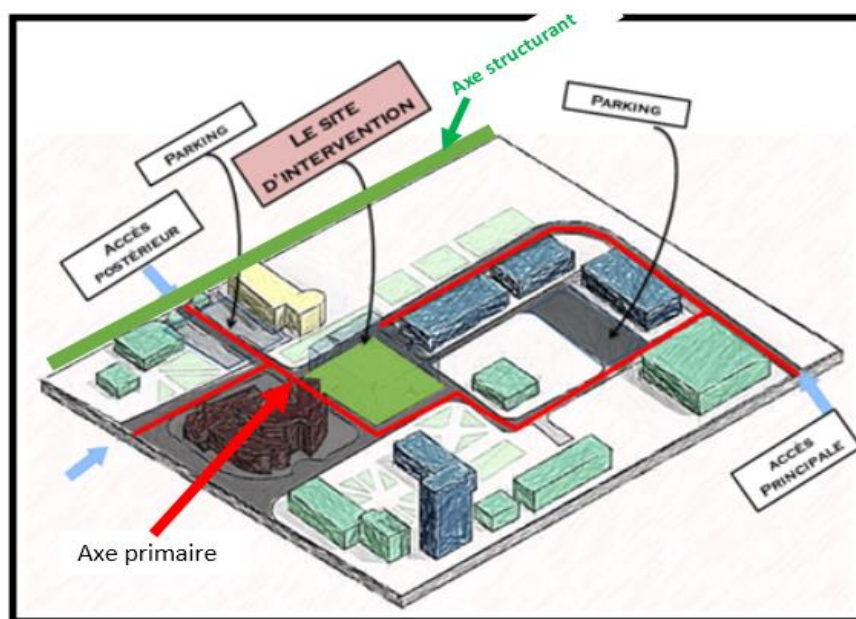 Axe structurant
PARKING
LE SITE
D'INTERVENTION
PARKING
ACCÈS
POSTÉRIEUR
ACCÈS
PRINCIPALE
Axe primaire